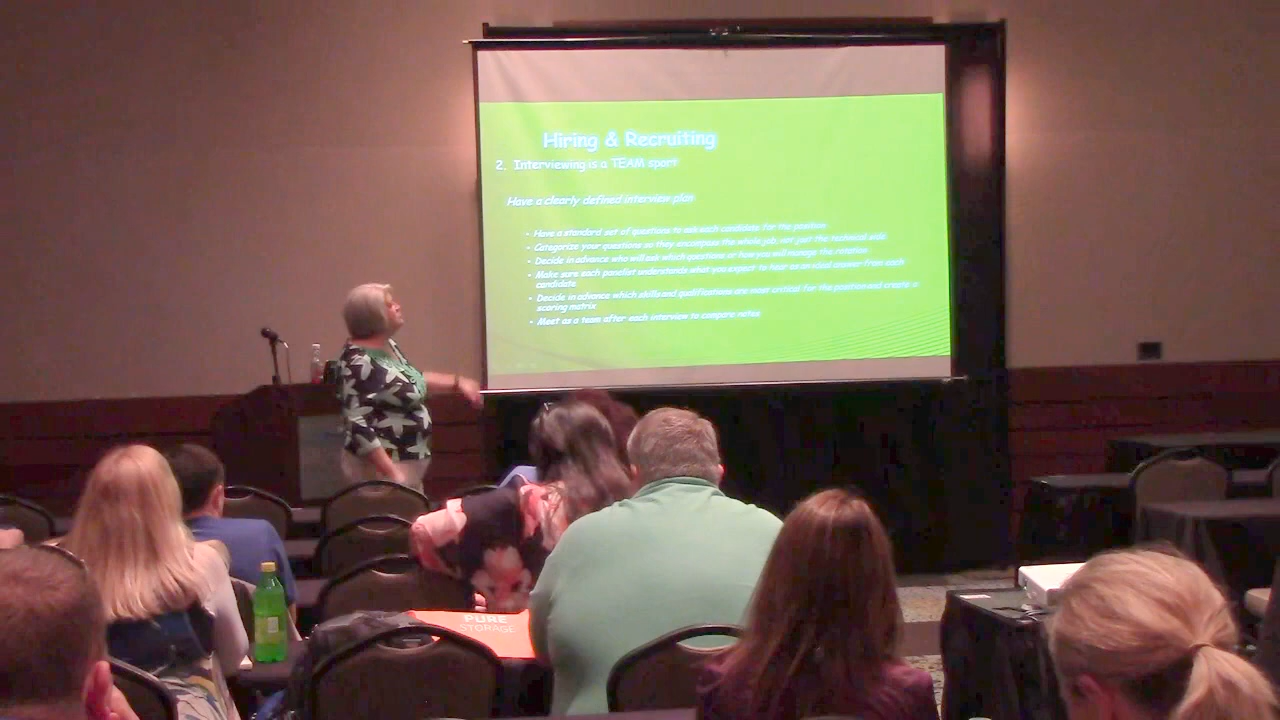 Hiring & Recruiting
2. Interviewing is a TEAM sport
Have a clearly defined interview plan
• Have a standard set of questions to ask each candidate for the position
• Categorize your questions so they encompass the whole job, not just the technical side
• Decide in advance who will ask which questions or how you will manage the rotation
• Make sure each panelist understands what you expect to hear as an ideal answer from each
candidate
• Decide in advance which skills and qualifications are most critical for the position and create a
scoring matrix
• Meet as a team after each interview to compare notes
PURE
STORAGE